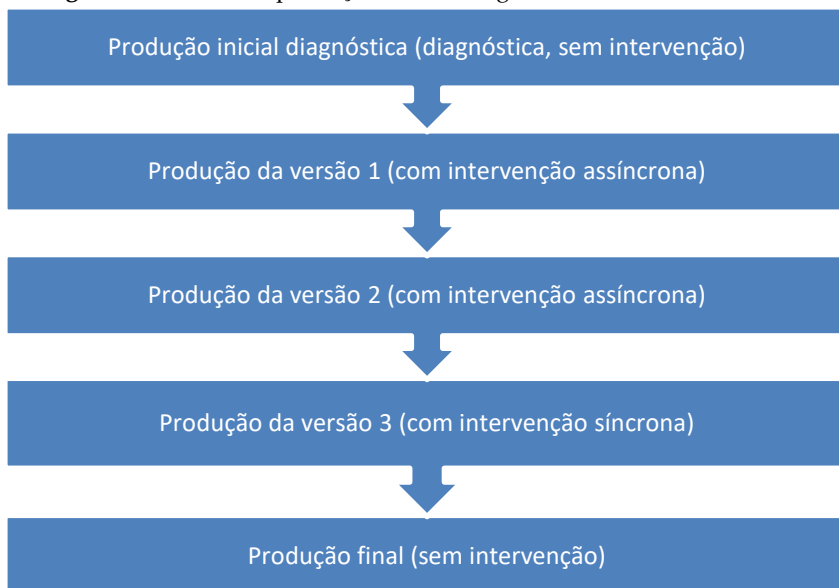 Produção inicial diagnóstica (diagnóstica, sem intervenção)
Produção da versão 1 (com intervenção assíncrona)
Produção da versão 2 (com intervenção assíncrona)
Produção da versão 3 (com intervenção síncrona)
Produção final (sem intervenção)